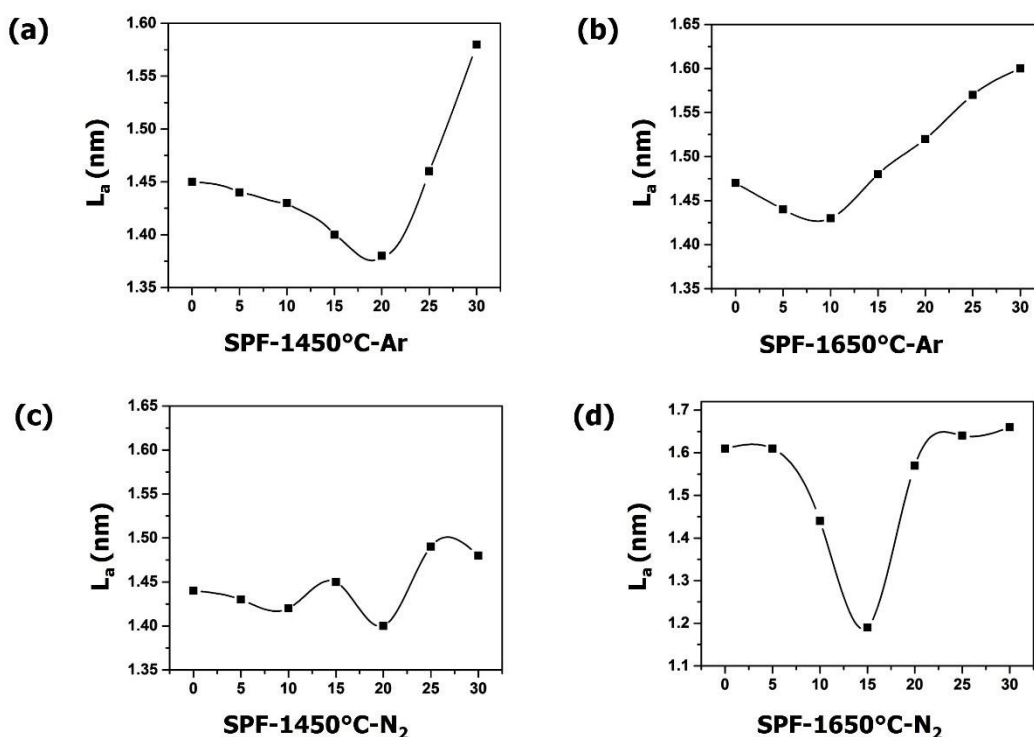 (a)
1.60
1.55
1.50
1.45
1.40
1.35
Lₐ (nm)
0 5 10 15 20 25 30
SPF-1450°C-Ar
(b)
1.65
1.60
1.55
1.50
1.45
1.40
1.35
Lₐ (nm)
0 5 10 15 20 25 30
SPF-1650°C-Ar
(c)
1.65
1.60
1.55
1.50
1.45
1.40
1.35
Lₐ (nm)
0 5 10 15 20 25 30
SPF-1450°C-N₂
(d)
1.7
1.6
1.5
1.4
1.3
1.2
1.1
Lₐ (nm)
0 5 10 15 20 25 30
SPF-1650°C-N₂